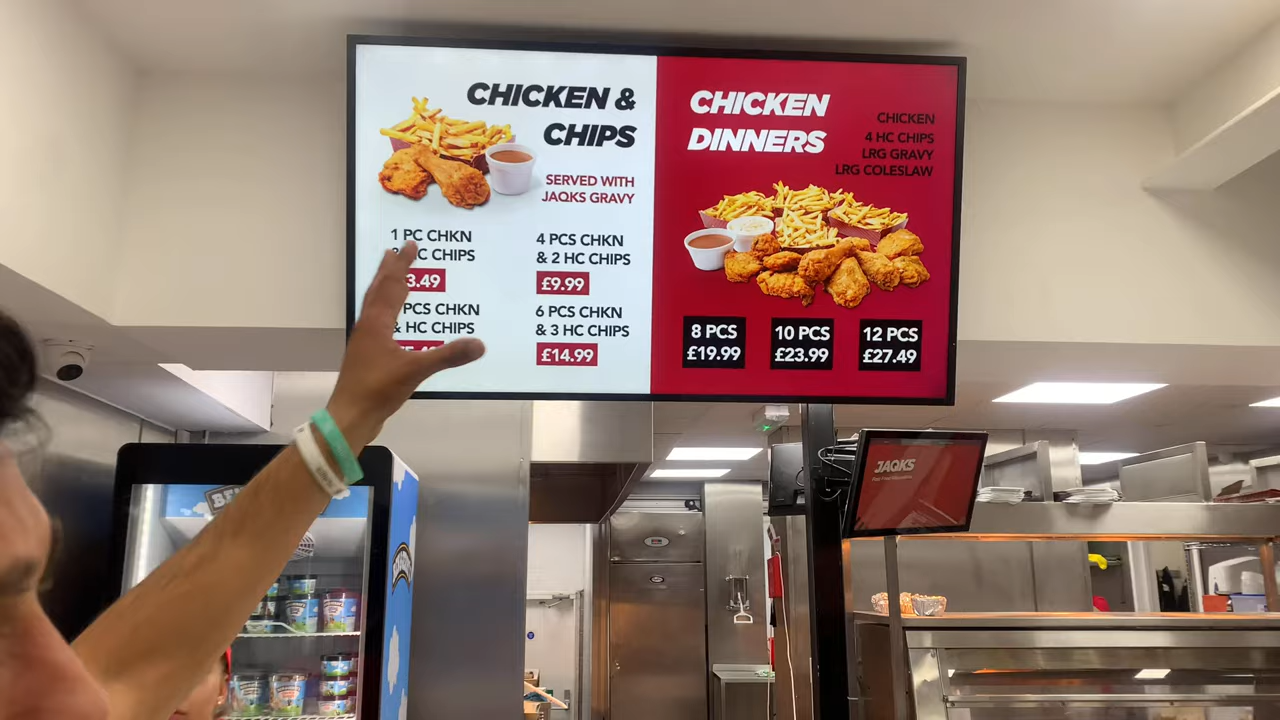 CHICKEN &
CHIPS
SERVED WITH
JAQKS GRAVY
1 PC CHKN
HC CHIPS
3.49
4 PCS CHKN
& 2 HC CHIPS
£9.99
PCS CHKN
& HC CHIPS
6 PCS CHKN
& 3 HC CHIPS
£14.99
CHICKEN
DINNERS
CHICKEN
4 HC CHIPS
LRG GRAVY
LRG COLESLAW
8 PCS
£19.99
10 PCS
£23.99
12 PCS
£27.49
JAQKS